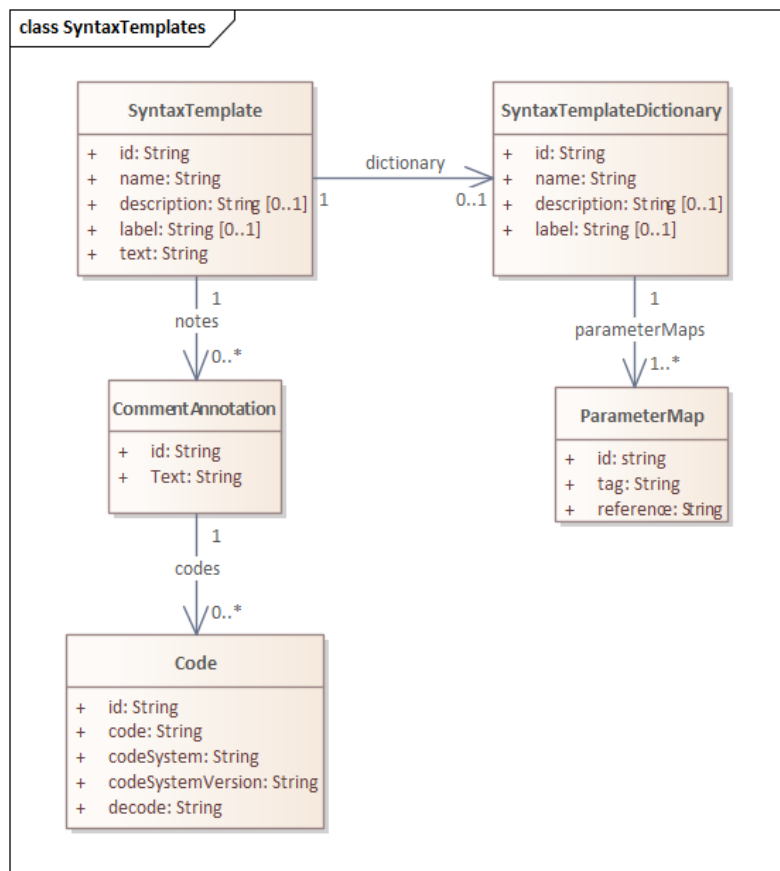 class SyntaxTemplates
SyntaxTemplate
+ id: String
+ name: String
+ description: String [0..1]
+ label: String [0..1]
+ text: String
dictionary
1
0..1
SyntaxTemplateDictionary
+ id: String
+ name: String
+ description: String [0..1]
+ label: String [0..1]
1
notes
0..*
1
parameterMaps
1..*
CommentAnnotation
+ id: String
+ Text: String
ParameterMap
+ id: string
+ tag: String
+ reference: String
1
codes
0..*
Code
+ id: String
+ code: String
+ codeSystem: String
+ codeSystemVersion: String
+ decode: String